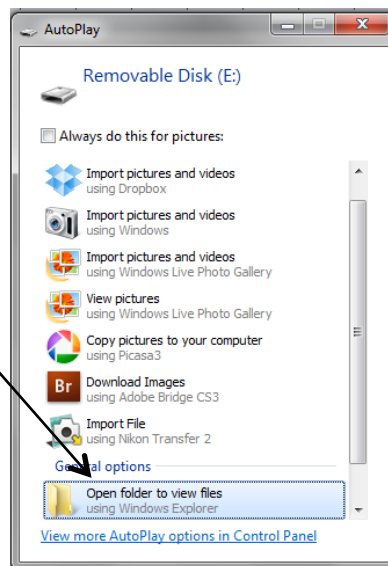 AutoPlay
Removable Disk (E:)
Always do this for pictures:
Import pictures and videos
using Dropbox
Import pictures and videos
using Windows
Import pictures and videos
using Windows Live Photo Gallery
View pictures
using Windows Live Photo Gallery
Copy pictures to your computer
using Picasa3
Br
Download Images
using Adobe Bridge CS3
Import File
using Nikon Transfer 2
General options
Open folder to view files
using Windows Explorer
View more AutoPlay options in Control Panel